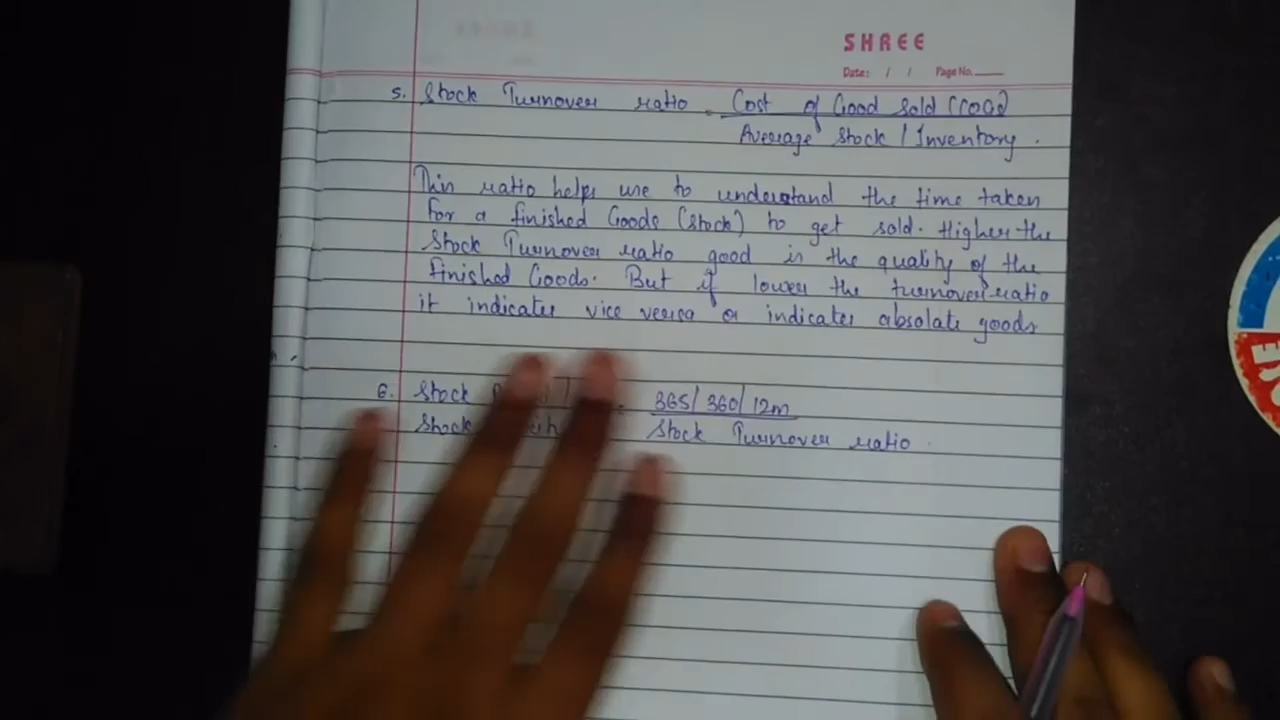 SHREE
Date: / / Page No.
5. Stock Turnover ratio = Cost of Good Sold (COGS)
Average Stock / Inventory.
This ratio helps use to understand the time taken
for a finished Goods (stock) to get sold. Higher the
Stock Turnover ratio good is the quality of the
finished Goods. But if lower the turnover ratio
it indicates vice versa or indicates absolate goods
6. Stock = 365/360/12m
Stock Stock Turnover ratio.